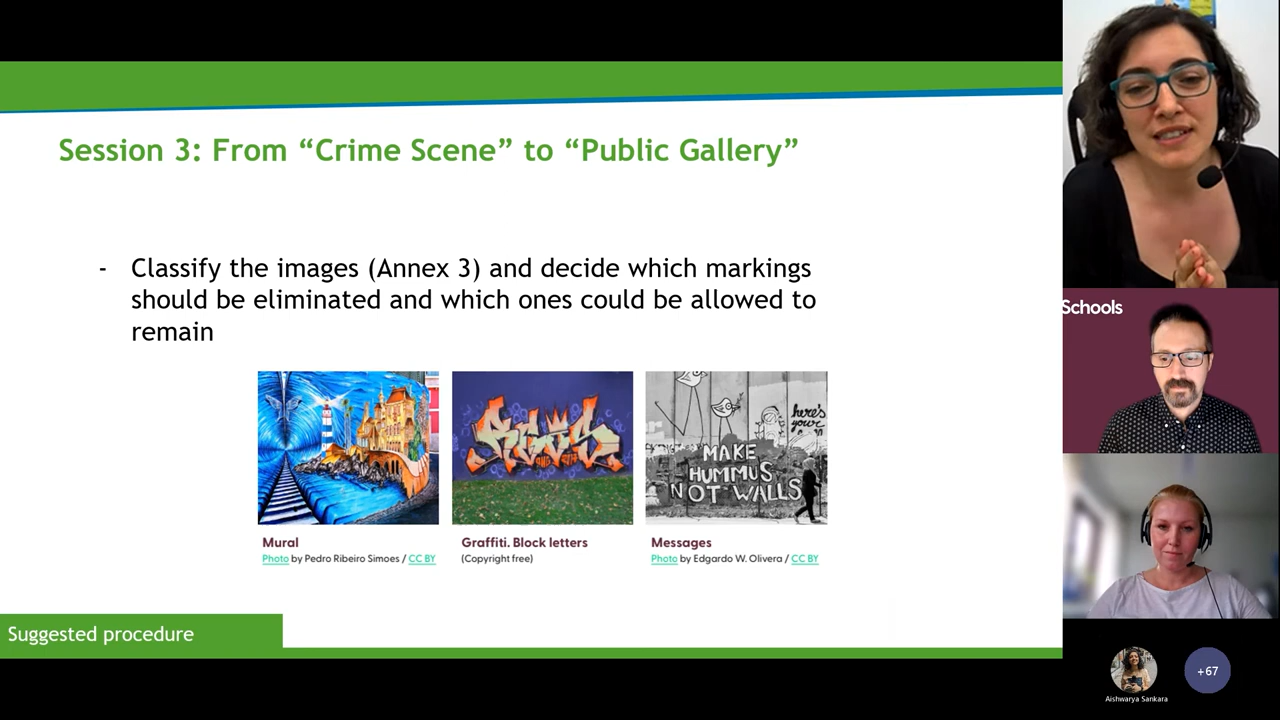 Session 3: From “Crime Scene” to “Public Gallery”
- Classify the images (Annex 3) and decide which markings
should be eliminated and which ones could be allowed to
remain
here's
your
MAKE
HUMMUS
NOT WALLS
Mural
Photo by Pedro Ribeiro Simoes / CC BY
Graffiti. Block letters
(Copyright free)
Messages
Photo by Edgardo W. Olivera / CC BY
Suggested procedure
Schools
Aishwarya Sankara
+67